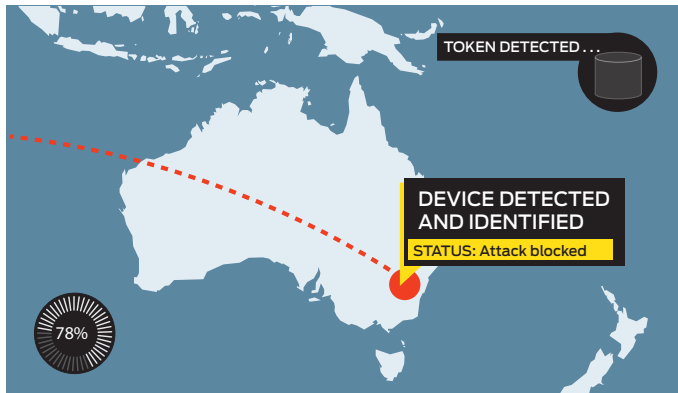 TOKEN DETECTED...
DEVICE DETECTED
AND IDENTIFIED
STATUS: Attack blocked
78%